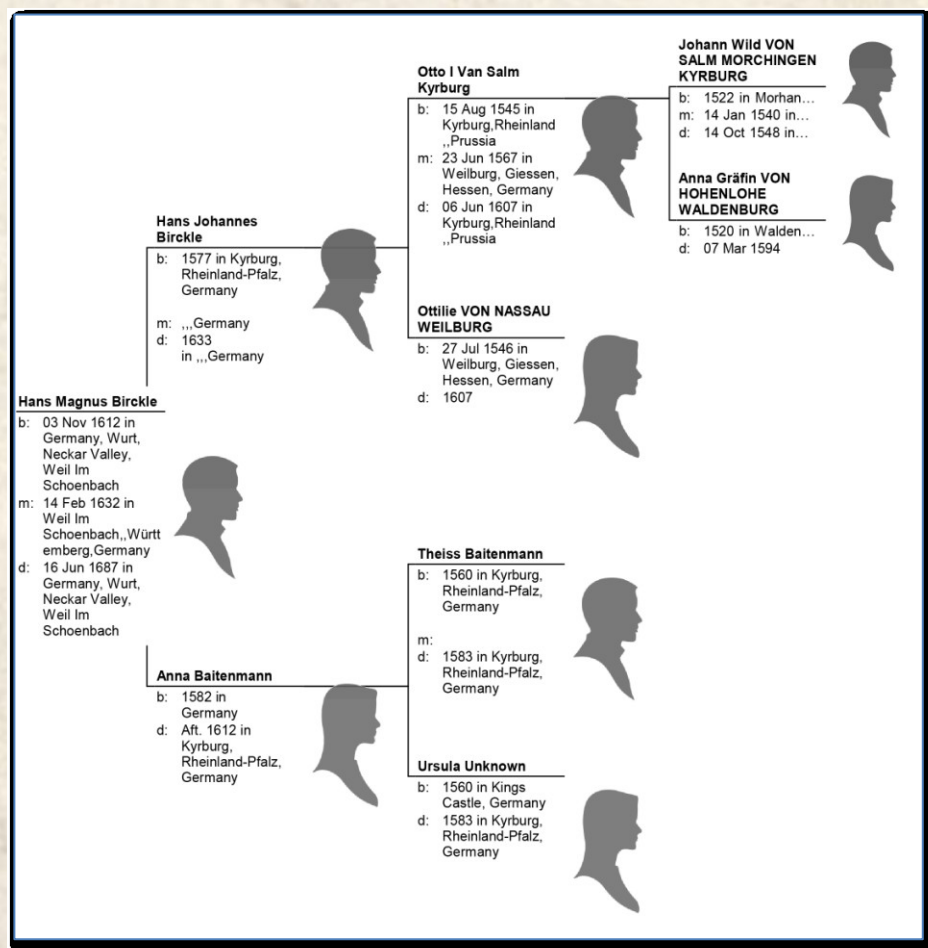 Johann Wild VON
SALM MORCHINGEN
KYRBURG
b: 1522 in Morhan…
m: 14 Jan 1540 in…
d: 14 Oct 1548 in…
Otto I Van Salm
Kyrburg
b: 15 Aug 1545 in
Kyrburg,Rheinland
,,Prussia
m: 23 Jun 1567 in
Weilburg, Giessen,
Hessen, Germany
d: 06 Jun 1607 in
Kyrburg,Rheinland
,,Prussia
Anna Gräfin VON
HOHENLOHE
WALDENBURG
b: 1520 in Walden…
d: 07 Mar 1594
Hans Johannes
Birckle
b: 1577 in Kyrburg,
Rheinland-Pfalz,
Germany
m: ,,,Germany
d: 1633
in ,,,Germany
Ottilie VON NASSAU
WEILBURG
b: 27 Jul 1546 in
Weilburg, Giessen,
Hessen, Germany
d: 1607
Hans Magnus Birckle
b: 03 Nov 1612 in
Germany, Wurt,
Neckar Valley,
Weil Im
Schoenbach
m: 14 Feb 1632 in
Weil Im
Schoenbach,,Württ
emberg,Germany
d: 16 Jun 1687 in
Germany, Wurt,
Neckar Valley,
Weil Im
Schoenbach
Theiss Baitenmann
b: 1560 in Kyrburg,
Rheinland-Pfalz,
Germany
m:
d: 1583 in Kyrburg,
Rheinland-Pfalz,
Germany
Anna Baitenmann
b: 1582 in
Germany
d: Aft. 1612 in
Kyrburg,
Rheinland-Pfalz,
Germany
Ursula Unknown
b: 1560 in Kings
Castle, Germany
d: 1583 in Kyrburg,
Rheinland-Pfalz,
Germany